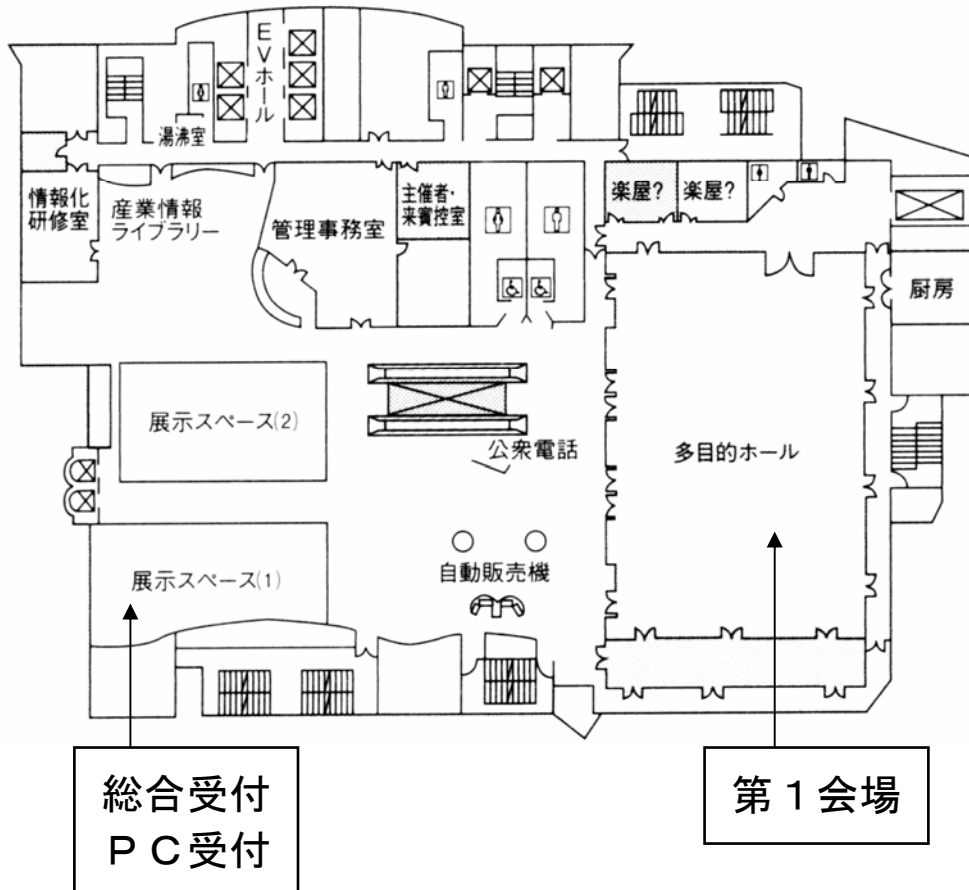 EVホール
湯沸室
情報化
研修室
産業情報
ライブラリー
管理事務室
主催者・
来賓控室
楽屋?
楽屋?
厨房
展示スペース(2)
公衆電話
多目的ホール
展示スペース(1)
自動販売機
総合受付
PC受付
第1会場